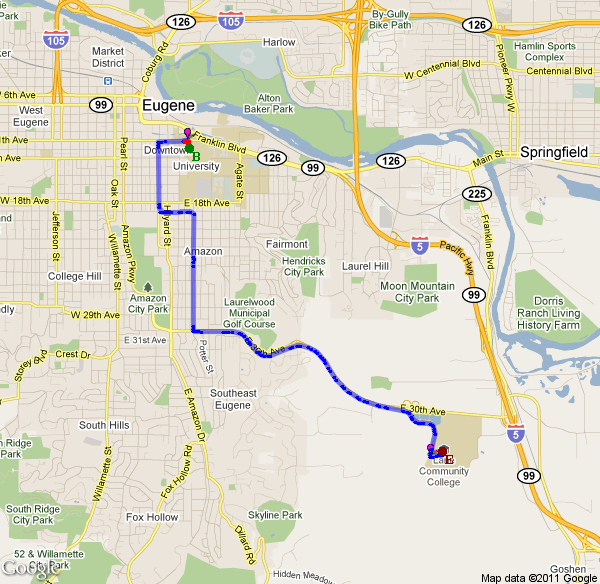 105
126
105
By-Gully
Bike Path
126
Harlow
Hamlin Sports
Complex
Market
District
Coburg Rd
W Centennial Blvd
Centennial Blvd
Pioneer Pkwy W
W 6th Ave
99
Eugene
Alton
Baker Park
West
Eugene
Franklin Blvd
Downtow
B
University
126
99
126
Main St
Springfield
Pearl St
Agate St
Oak St
W 18th Ave
E 18th Ave
225
Jefferson St
Willamette St
Amazon Pkwy
Hilyard St
Fairmont
5
Pacific Hwy
Franklin Blvd
Amazon
Hendricks
City Park
Laurel Hill
College Hill
Moon Mountain
City Park
99
Amazon
City Park
Laurelwood
Municipal
Golf Course
Dorris
Ranch Living
History Farm
ndly
W 29th Ave
E 31st Ave
E 30th Ave
Storey Blvd
Crest Dr
Potter St
Southeast
Eugene
E 30th Ave
South Hills
E Amazon Dr
5
Willamette St
Lan
E
Community
College
th Ridge
City Park
Fox Hollow Rd
99
South Ridge
City Park
Fox Hollow
Skyline Park
Dillard Rd
52 & Willamette
City Park
Goshen
Hidden Meadow
Google
Map data ©2011 Google